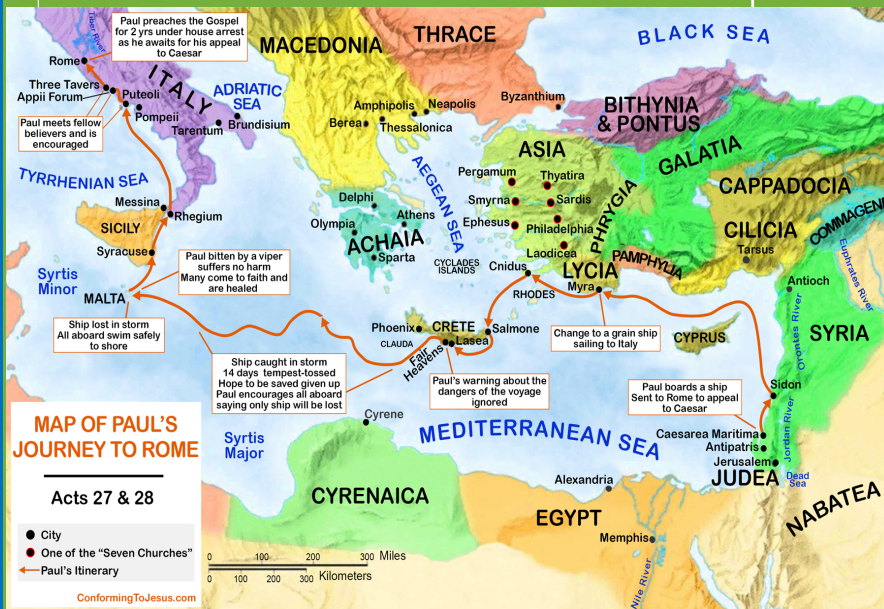 Paul preaches the Gospel
for 2 yrs under house arrest
as he awaits for his appeal
to Caesar
Tiber River
Rome
Three Tavers
Appii Forum
Puteoli
Pompeii
Paul meets fellow
believers and is
encouraged
ITALY
ADRIATIC
SEA
Tarentum
Brundisium
MACEDONIA
THRACE
BLACK SEA
Amphipolis
Neapolis
Berea
Thessalonica
Byzanthium
BITHYNIA
& PONTUS
ASIA
GALATIA
CAPPADOCIA
Pergamum
Thyatira
Smyrna
Sardis
Ephesus
Philadelphia
Laodicea
PHRYGIA
AEGEAN SEA
TYRRHENIAN SEA
Messina
Rhegium
SICILY
Syracuse
Delphi
Olympia
Athens
ACHAIA
Sparta
CYCLADES
ISLANDS
Cnidus
RHODES
LYCIA
Myra
PAMPHYLIA
CILICIA
Tarsus
COMMAGENE
Euphrates River
Syrtis
Minor
MALTA
Paul bitten by a viper
suffers no harm
Many come to faith and
are healed
Ship lost in storm
All aboard swim safely
to shore
Phoenix
CRETE
Salmone
CLAUDA
Lasea
Fair
Heavens
Change to a grain ship
sailing to Italy
CYPRUS
Antioch
Orontes River
SYRIA
Ship caught in storm
14 days tempest-tossed
Hope to be saved given up
Paul encourages all aboard
saying only ship will be lost
Paul's warning about the
dangers of the voyage
ignored
Paul boards a ship
Sent to Rome to appeal
to Caesar
Sidon
Jordan River
Caesarea Maritima
Antipatris
Jerusalem
JUDEA
Dead
Sea
NABATEA
MEDITERRANEAN SEA
Syrtis
Major
Cyrene
CYRENAICA
Alexandria
EGYPT
Memphis
Nile River
MAP OF PAUL'S
JOURNEY TO ROME
Acts 27 & 28
City
One of the "Seven Churches"
Paul's Itinerary
ConformingToJesus.com
0 100 200 300 Miles
0 100 200 300 Kilometers